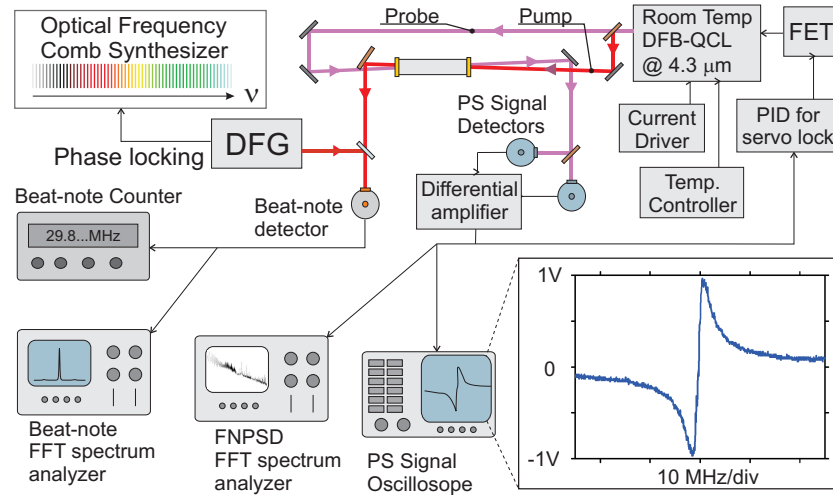 Optical Frequency
Comb Synthesizer
ν
Phase locking
DFG
Beat-note Counter
29.8...MHz
Beat-note
detector
Probe
Pump
PS Signal
Detectors
Differential
amplifier
Room Temp
DFB-QCL
@ 4.3 μm
FET
Current
Driver
PID for
servo lock
Temp.
Controller
Beat-note
FFT spectrum
analyzer
FNPSD
FFT spectrum
analyzer
PS Signal
Oscillosope
1V
0
-1V
10 MHz/div